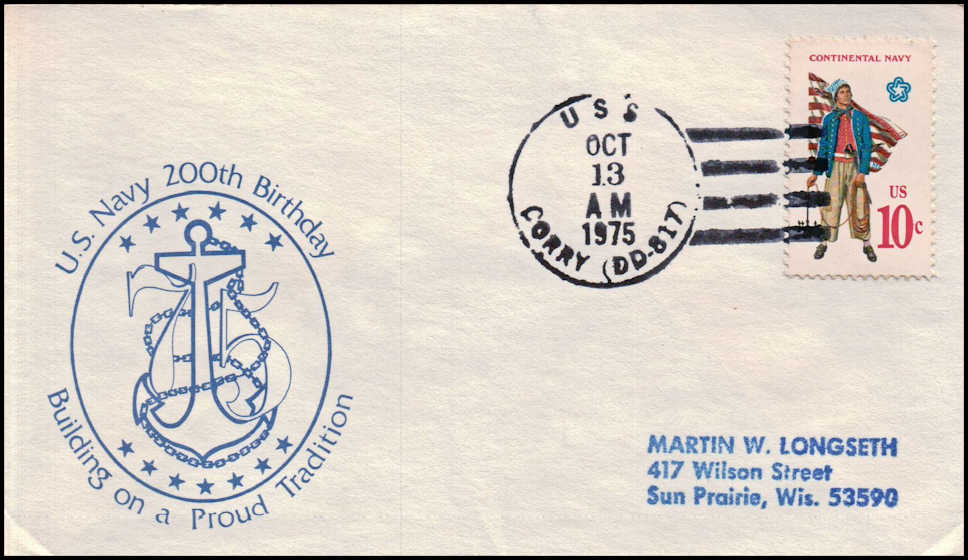 U.S. Navy 200th Birthday
75
Building on a Proud Tradition
USS
OCT
13
AM
1975
CORRY (DD-817)
CONTINENTAL NAVY
US
10c
MARTIN W. LONGSETH
417 Wilson Street
Sun Prairie, Wis. 53590